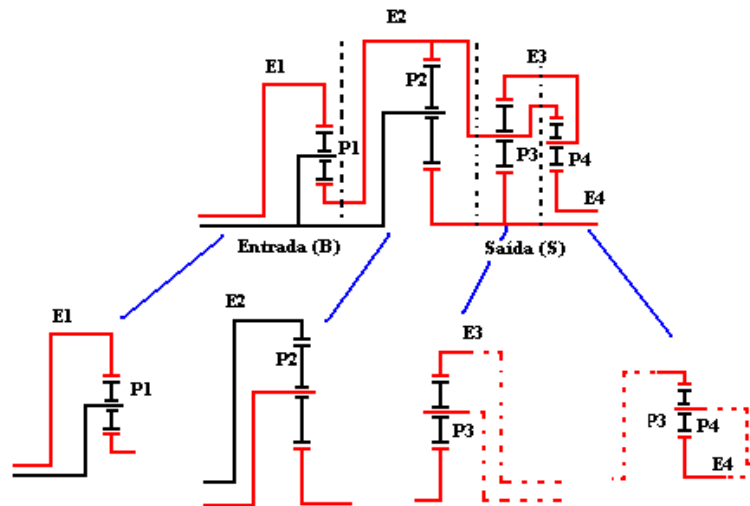 E2
E1
E3
P2
P1
P3
P4
E4
Entrada (B)
Saída (S)
E1
P1
E2
P2
E3
P3
P3
P4
E4